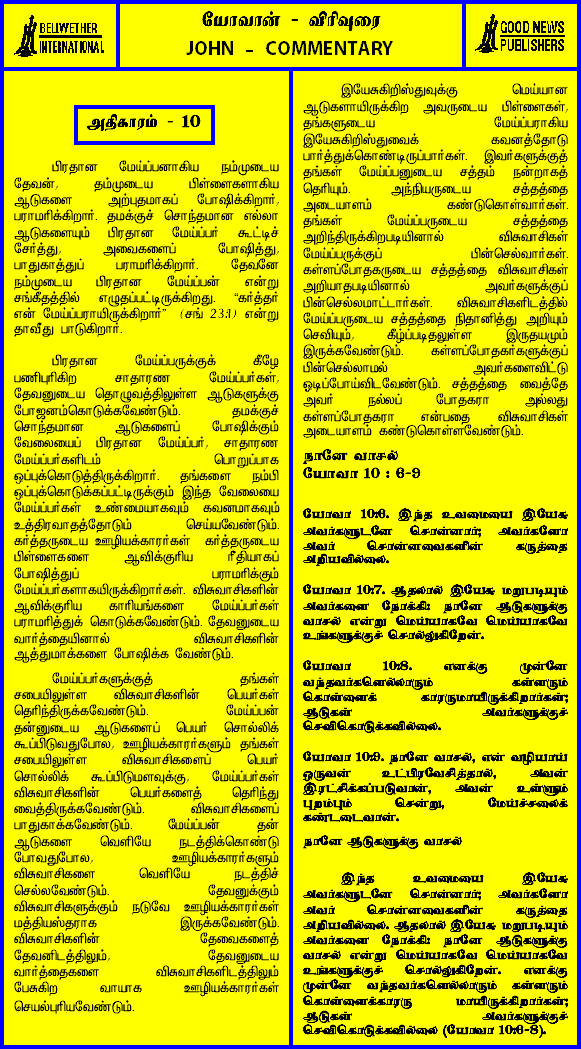 BELWETHER
INTERNATIONAL
யோவான் - விரிவுரை
JOHN - COMMENTARY
GOOD NEWS
PUBLISHERS
அதிகாரம் - 10
பிரதான மேய்ப்பனாகிய நம்முடைய
தேவன், தம்முடைய பிள்ளைகளாகிய
ஆடுகளை அற்புதமாகப் போஷிக்கிறார்,
பராமரிக்கிறார். தமக்குச் சொந்தமான எல்லா
ஆடுகளையும் பிரதான மேய்ப்பர் கூட்டிச்
சேர்த்து, அவைகளைப் போஷித்து,
பாதுகாத்துப் பராமரிக்கிறார். தேவனே
நம்முடைய பிரதான மேய்ப்பன் என்று
சங்கீதத்தில் எழுதப்பட்டிருக்கிறது. "கர்த்தர்
என் மேய்ப்பராயிருக்கிறார்" (சங் 23:1) என்று
தாவீது பாடுகிறார்.
பிரதான மேய்ப்பருக்குக் கீழே
பணிபுரிகிற சாதாரண மேய்ப்பர்கள்,
தேவனுடைய தொழுவத்திலுள்ள ஆடுகளுக்கு
போஜனம்கொடுக்கவேண்டும். தமக்குச்
சொந்தமான ஆடுகளைப் போஷிக்கும்
வேலையைப் பிரதான மேய்ப்பர், சாதாரண
மேய்ப்பர்களிடம் பொறுப்பாக
ஒப்புக்கொடுத்திருக்கிறார். தங்களை நம்பி
ஒப்புக்கொடுக்கப்பட்டிருக்கும் இந்த வேலையை
மேய்ப்பர்கள் உண்மையாகவும் கவனமாகவும்
உத்திரவாதத்தோடும் செய்யவேண்டும்.
கர்த்தருடைய ஊழியக்காரர்கள் கர்த்தருடைய
பிள்ளைகளை ஆவிக்குரிய ரீதியாகப்
போஷித்துப் பராமரிக்கும்
மேய்ப்பர்களாகயிருக்கிறார்கள். விசுவாசிகளின்
ஆவிக்குரிய காரியங்களை மேய்ப்பர்கள்
பராமரித்துக் கொடுக்கவேண்டும். தேவனுடைய
வார்த்தையினால் விசுவாசிகளின்
ஆத்துமாக்களை போஷிக்க வேண்டும்.
மேய்ப்பர்களுக்குத் தங்கள்
சபையிலுள்ள விசுவாசிகளின் பெயர்கள்
தெரிந்திருக்கவேண்டும். மேய்ப்பன்
தன்னுடைய ஆடுகளைப் பெயர் சொல்லிக்
கூப்பிடுவதுபோல, ஊழியக்காரர்களும் தங்கள்
சபையிலுள்ள விசுவாசிகளைப் பெயர்
சொல்லிக் கூப்பிடுமளவுக்கு, மேய்ப்பர்கள்
விசுவாசிகளின் பெயர்களைத் தெரிந்து
வைத்திருக்கவேண்டும். விசுவாசிகளைப்
பாதுகாக்கவேண்டும். மேய்ப்பன் தன்
ஆடுகளை வெளியே நடத்திக்கொண்டு
போவதுபோல, ஊழியக்காரர்களும்
விசுவாசிகளை வெளியே நடத்திச்
செல்லவேண்டும். தேவனுக்கும்
விசுவாசிகளுக்கும் நடுவே ஊழியக்காரர்கள்
மத்தியஸ்தராக இருக்கவேண்டும்.
விசுவாசிகளின் தேவைகளைத்
தேவனிடத்திலும், தேவனுடைய
வார்த்தைகளை விசுவாசிகளிடத்திலும்
பேசுகிற வாயாக ஊழியக்காரர்கள்
செயல்புரியவேண்டும்.
இயேசுகிறிஸ்துவுக்கு மெய்யான
ஆடுகளாயிருக்கிற அவருடைய பிள்ளைகள்,
தங்களுடைய மேய்ப்பராகிய
இயேசுகிறிஸ்துவைக் கவனத்தோடு
பார்த்துக்கொண்டிருப்பார்கள். இவர்களுக்குத்
தங்கள் மேய்ப்பனுடைய சத்தம் நன்றாகத்
தெரியும். அந்நியருடைய சத்தத்தை
அடையாளம் கண்டுகொள்வார்கள்.
தங்கள் மேய்ப்பருடைய சத்தத்தை
அறிந்திருக்கிறபடியினால் விசுவாசிகள்
மேய்ப்பருக்குப் பின்செல்வார்கள்.
கள்ளப்போதகருடைய சத்தத்தை விசுவாசிகள்
அறியாதபடியினால் அவர்களுக்குப்
பின்செல்லமாட்டார்கள். விசுவாசிகளிடத்தில்
மேய்ப்பருடைய சத்தத்தை நிதானித்து அறியும்
செவியும், கீழ்ப்படிதலுள்ள இருதயமும்
இருக்கவேண்டும். கள்ளப்போதகர்களுக்குப்
பின்செல்லாமல் அவர்களைவிட்டு
ஓடிப்போய்விடவேண்டும். சத்தத்தை வைத்தே
அவர் நல்லப் போதகரா அல்லது
கள்ளப்போதகரா என்பதை விசுவாசிகள்
அடையாளம் கண்டுகொள்ளவேண்டும்.
நானே வாசல்
யோவா 10 : 6-9
யோவா 10:6. இந்த உவமையை இயேசு
அவர்களுடனே சொன்னார்; அவர்களோ
அவர் சொன்னவைகளின் கருத்தை
அறியவில்லை.
யோவா 10:7. ஆதலால் இயேசு மறுபடியும்
அவர்களை நோக்கி: நானே ஆடுகளுக்கு
வாசல் என்று மெய்யாகவே மெய்யாகவே
உங்களுக்குச் சொல்லுகிறேன்.
யோவா 10:8. எனக்கு முன்னே
வந்தவர்களெல்லாரும் கள்ளரும்
கொள்ளைக் காரருமாயிருக்கிறார்கள்;
ஆடுகள் அவர்களுக்குச்
செவிகொடுக்கவில்லை.
யோவா 10:9. நானே வாசல், என் வழியாய்
ஒருவன் உட்பிரவேசித்தால், அவன்
இரட்சிக்கப்படுவான், அவன் உள்ளும்
புறம்பும் சென்று, மேய்ச்சலைக்
கண்டடைவான்.
நானே ஆடுகளுக்கு வாசல்
இந்த உவமையை இயேசு
அவர்களுடனே சொன்னார்; அவர்களோ
அவர் சொன்னவைகளின் கருத்தை
அறியவில்லை. ஆதலால் இயேசு மறுபடியும்
அவர்களை நோக்கி: நானே ஆடுகளுக்கு
வாசல் என்று மெய்யாகவே மெய்யாகவே
உங்களுக்குச் சொல்லுகிறேன். எனக்கு
முன்னே வந்தவர்களெல்லாரும் கள்ளரும்
கொள்ளைக்காரரு மாயிருக்கிறார்கள்;
ஆடுகள் அவர்களுக்குச்
செவிகொடுக்கவில்லை (யோவா 10:6-8).